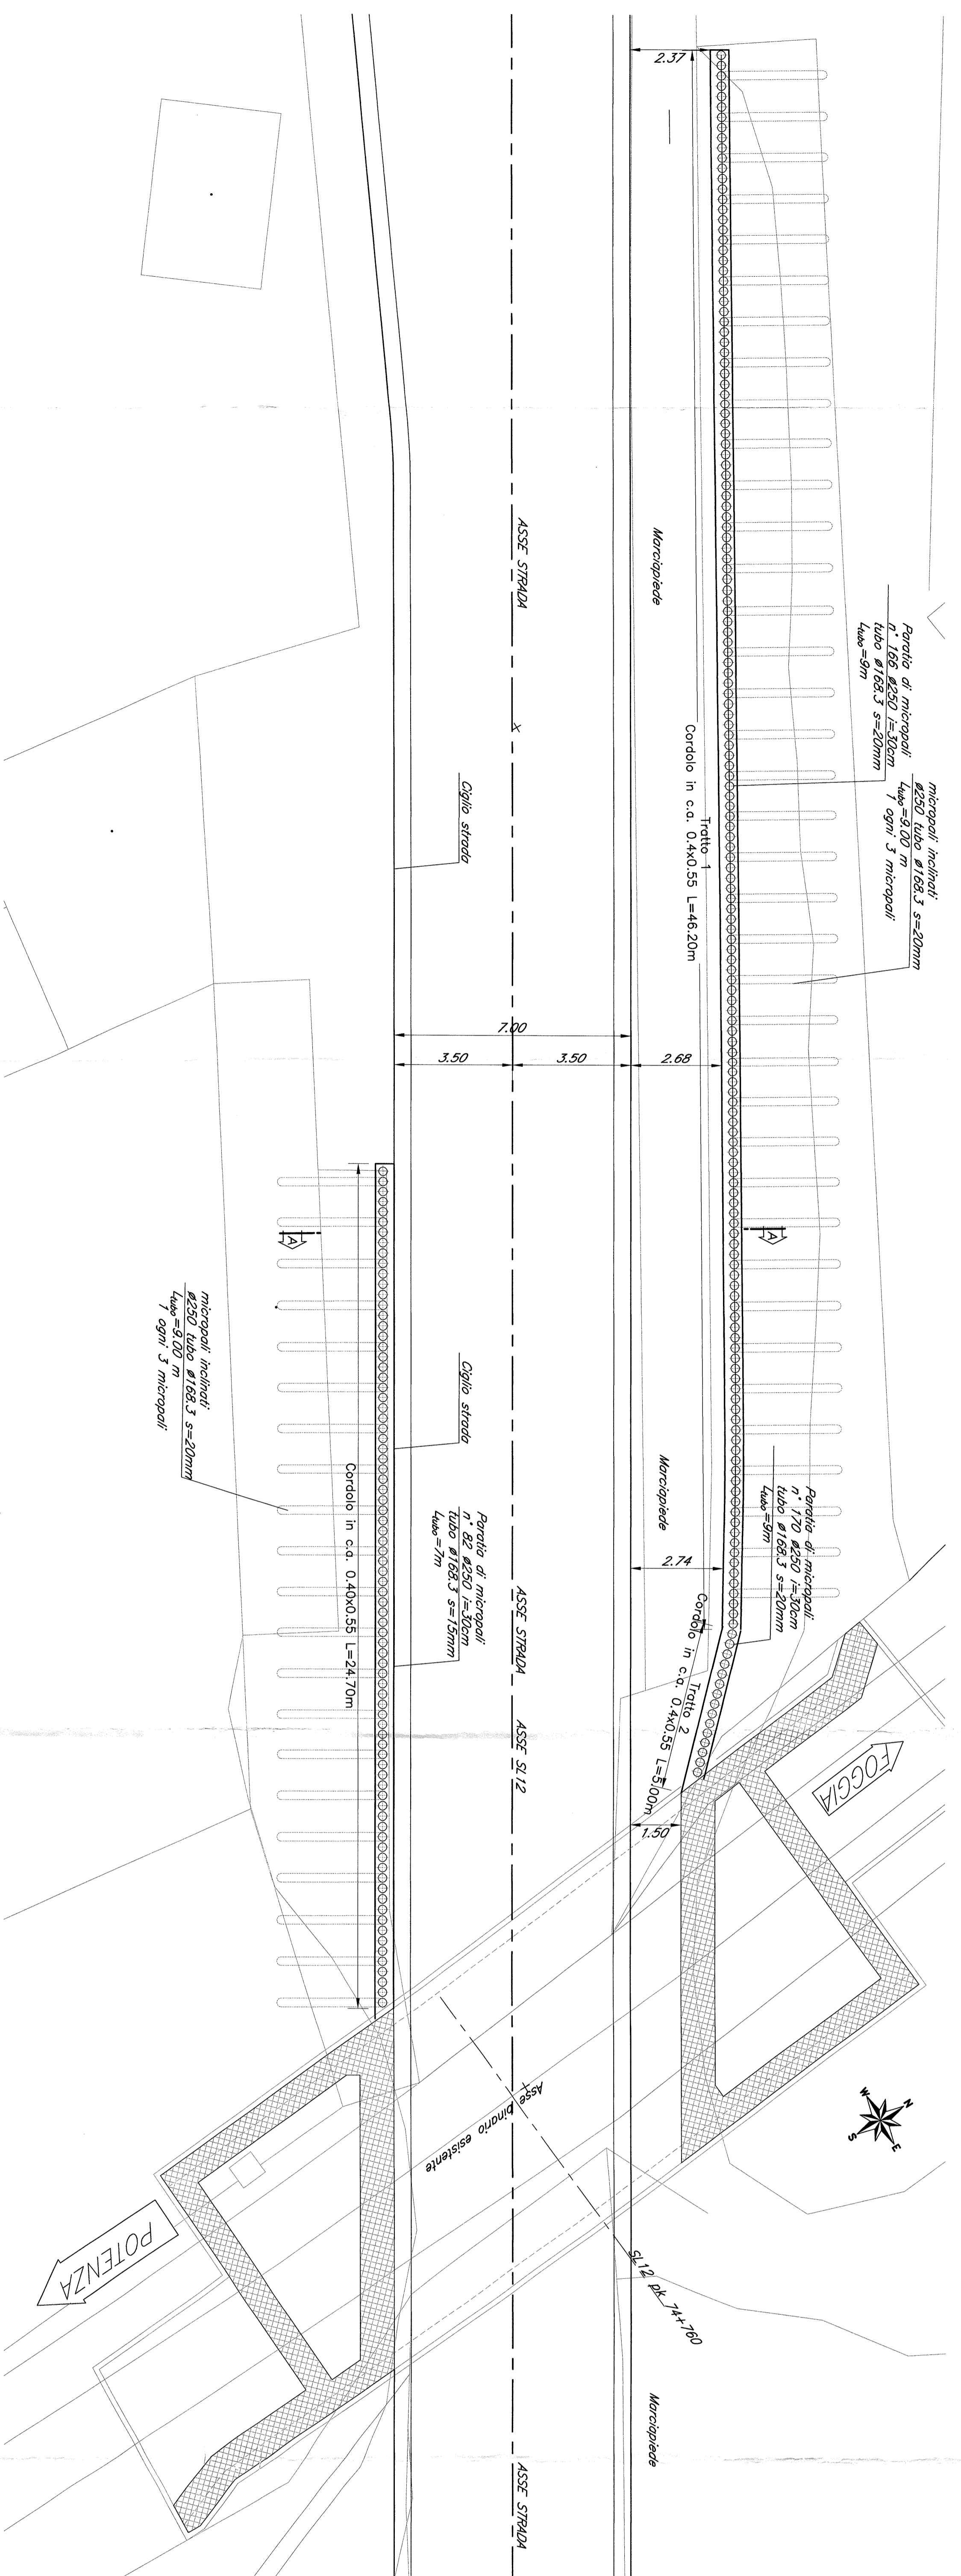 2.37
ASSE STRADA
Marciapiede
Paratia di micropali
n° 166 ø250 i=30cm
tubo ø168.3 s=20mm
Ltubo=9m
micropali inclinati
ø250 tubo ø168.3 s=20mm
Ltubo=9.00 m
1 ogni 3 micropali
Tratto 1
Cordolo in c.a. 0.4x0.55 L=46.20m
Ciglio strada
7.00
3.50
3.50
2.68
A
A
micropali inclinati
ø250 tubo ø168.3 s=20mm
Ltubo=9.00 m
1 ogni 3 micropali
Ciglio strada
Cordolo in c.a. 0.40x0.55 L=24.70m
Paratia di micropali
n° 82 ø250 i=30cm
tubo ø168.3 s=15mm
Ltubo=7m
Marciapiede
Paratia di micropali
n° 170 ø250 i=30cm
tubo ø168.3 s=20mm
Ltubo=9m
2.74
ASSE STRADA
ASSE SL12
Tratto 2
Cordolo in c.a. 0.4x0.55 L=5.00m
1.50
FOGGIA
Asse binario esistente
N
E
S
W
POTENZA
SL12 pk 74+760
Marciapiede
ASSE STRADA